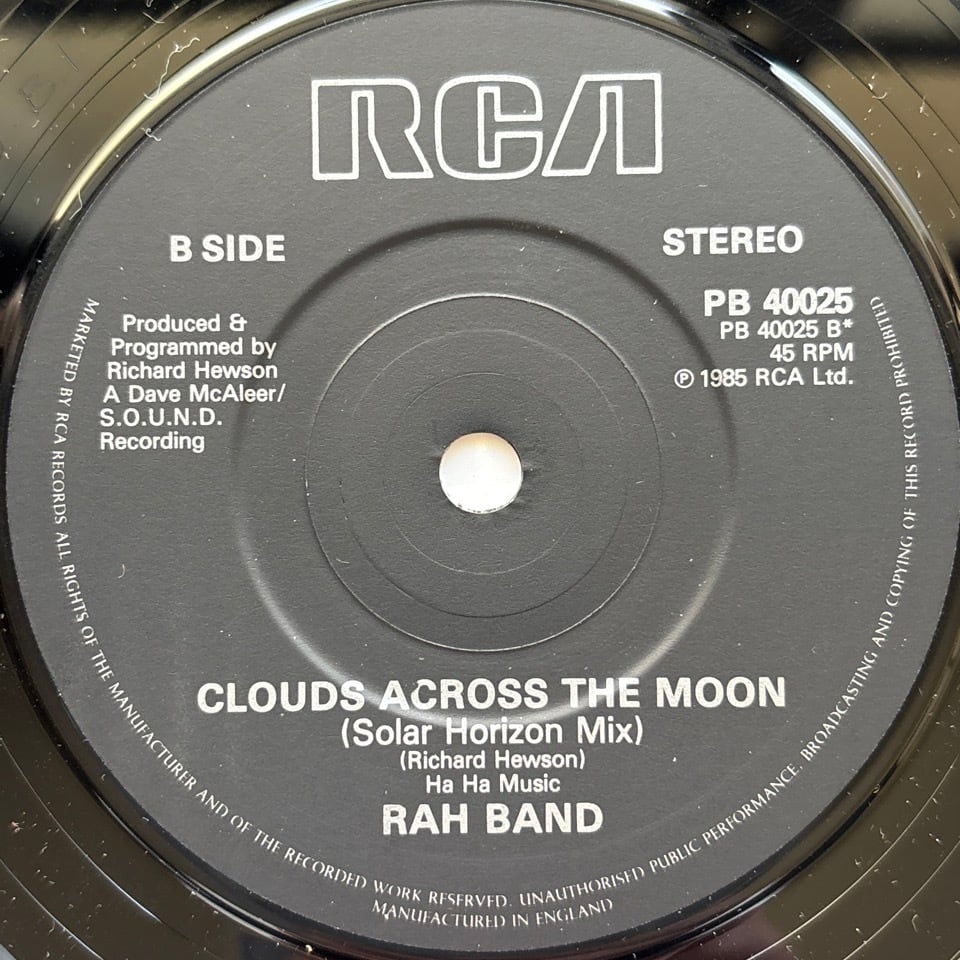 RCA
B SIDE
STEREO
Produced &
Programmed by
Richard Hewson
A Dave McAleer/
S.O.U.N.D.
Recording
PB 40025
PB 40025 B*
45 RPM
℗ 1985 RCA Ltd.
CLOUDS ACROSS THE MOON
(Solar Horizon Mix)
(Richard Hewson)
Ha Ha Music
RAH BAND
MARKETED BY RCA RECORDS ALL RIGHTS OF THE MANUFACTURER AND OF THE RECORDED WORK RESERVED. UNAUTHORISED PUBLIC PERFORMANCE. BROADCASTING AND COPYING OF THIS RECORD PROHIBITED
MANUFACTURED IN ENGLAND